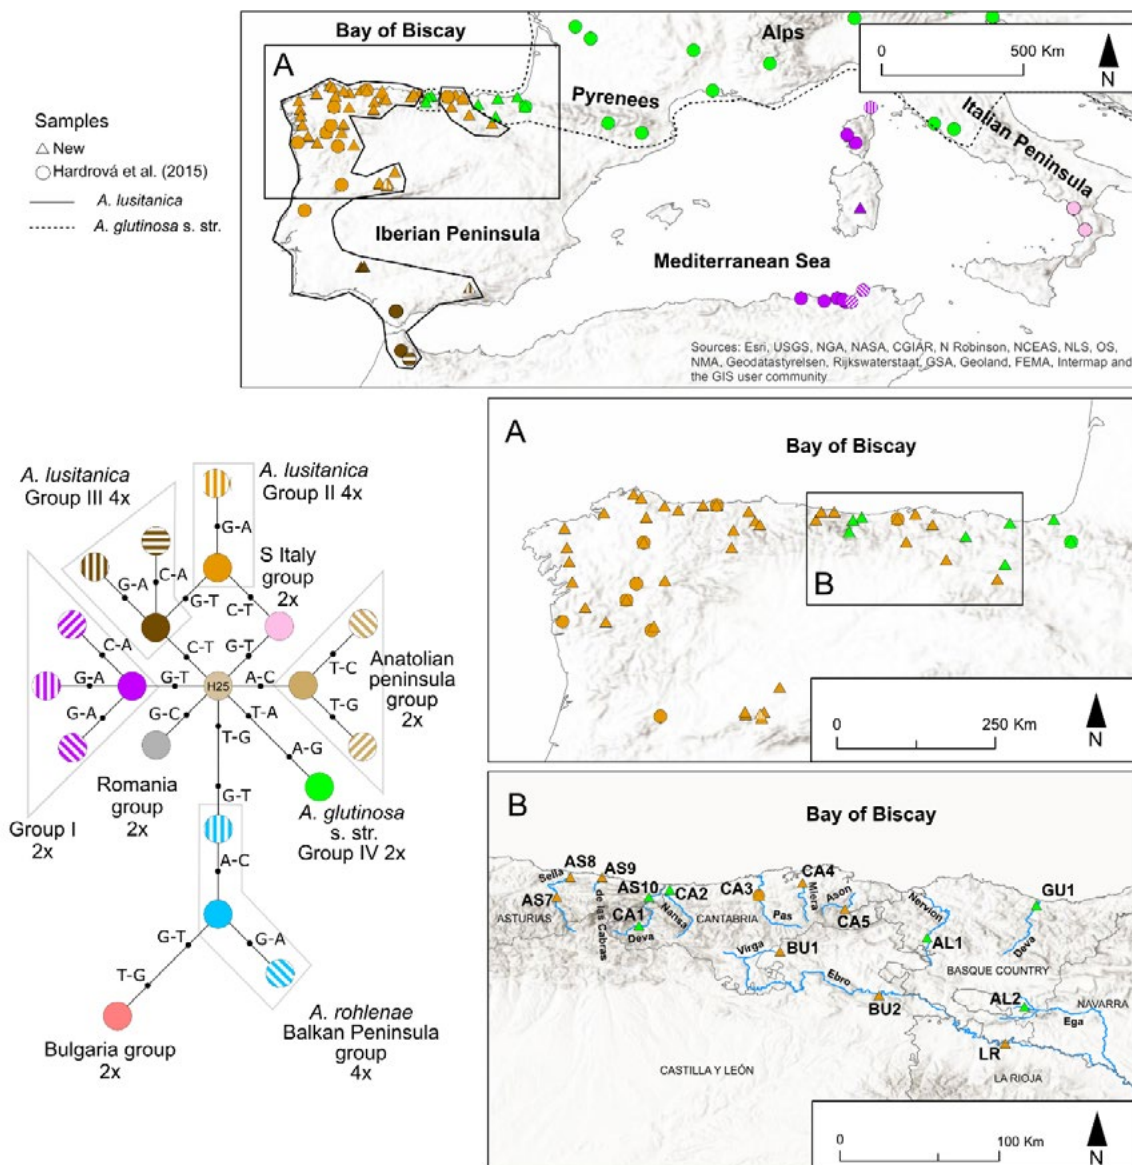 Bay of Biscay
Alps
A
0
500 Km
N
Pyrenees
Italian Peninsula
Samples
New
Hardrová et al. (2015)
A. lusitanica
A. glutinosa s. str.
Iberian Peninsula
Mediterranean Sea
Sources: Esri, USGS, NGA, NASA, CGIAR, N Robinson, NCEAS, NLS, OS,
NMA, Geodatastyrelsen, Rijkswaterstaat, GSA, Geoland, FEMA, Intermap and
the GIS user community
A. lusitanica
Group III 4x
A. lusitanica
Group II 4x
G-A
S Italy
group
2x
C-A
G-A
G-T
C-T
C-T
G-T
C-A
G-A
G-A
G-T
H25
A-C
T-C
T-G
Anatolian
peninsula
group
2x
G-C
T-A
T-G
A-G
Romania
group
2x
Group I
2x
G-T
A. glutinosa
s. str.
Group IV 2x
A-C
G-T
G-A
T-G
Bulgaria group
2x
A. rohlenae
Balkan Peninsula
group
4x
A
Bay of Biscay
B
0
250 Km
N
B
Bay of Biscay
AS8
AS9
Sella
AS10
CA2
CA3
CA4
Miera
Ason
AS7
ASTURIAS
de las Cabras
CA1
Deva
Nansa
CANTABRIA
Pas
CA5
Nervion
GU1
Deva
Virga
BU1
AL1
BASQUE COUNTRY
Ebro
BU2
AL2
NAVARRA
Ega
LR
CASTILLA Y LEÓN
LA RIOJA
0
100 Km
N